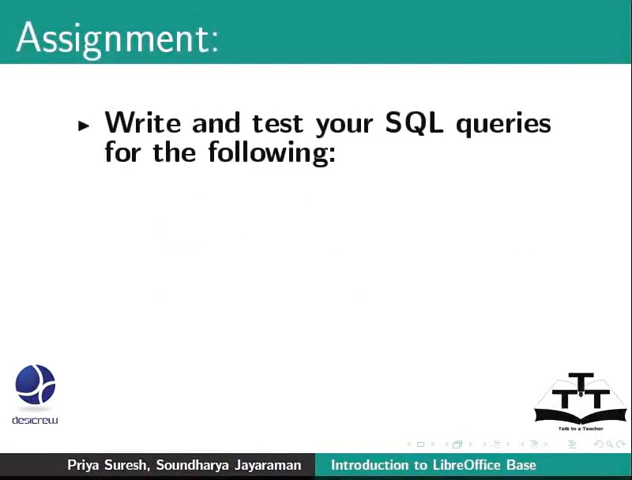 Assignment:
Write and test your SQL queries
for the following:
desicrew
T
T T
Talk to a Teacher
Priya Suresh, Soundharya Jayaraman
Introduction to LibreOffice Base